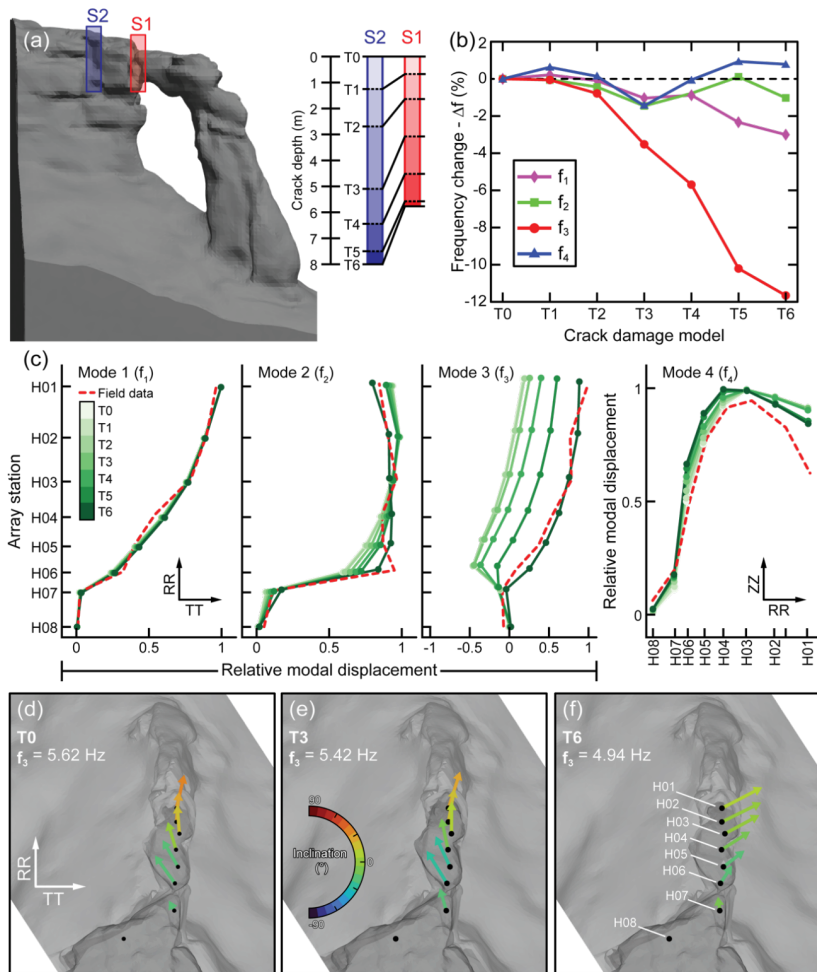 (a)
S2
S1
S2
S1
Crack depth (m)
0
1
2
3
4
5
6
7
8
T0
T1
T2
T3
T4
T5
T6
(b)
Frequency change - Δf (%)
2
0
-2
-4
-6
-8
-10
-12
f1
f2
f3
f4
T0
T1
T2
T3
T4
T5
T6
Crack damage model
(c)
Mode 1 (f1)
Mode 2 (f2)
Mode 3 (f3)
Mode 4 (f4)
Field data
T0
T1
T2
T3
T4
T5
T6
Array station
H01
H02
H03
H04
H05
H06
H07
H08
RR
TT
0
0.5
1
0
0.5
1
-1
-1
0
1
Relative modal displacement
Relative modal displacement
1
0.5
0
ZZ
RR
H08
H07
H06
H05
H04
H03
H02
H01
(d)
T0
f3 = 5.62 Hz
RR
TT
(e)
T3
f3 = 5.42 Hz
90
Inclination
(°)
0
-90
(f)
T6
f3 = 4.94 Hz
H01
H02
H03
H04
H05
H06
H07
H08